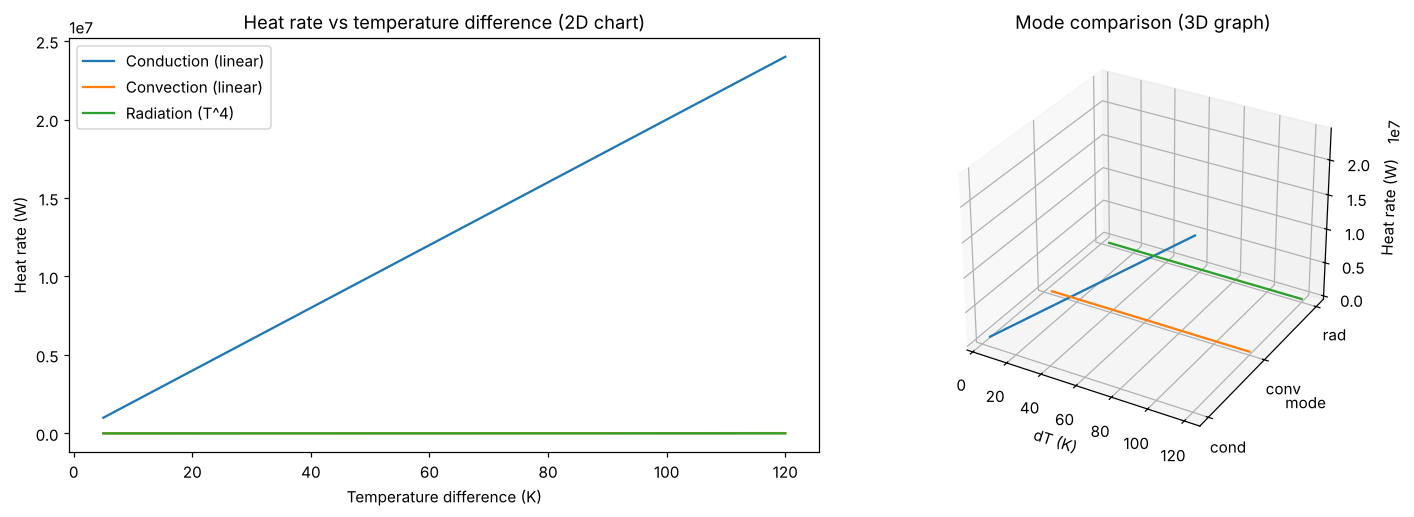 Heat rate vs temperature difference (2D chart)
1e7
2.5
2.0
1.5
1.0
0.5
0.0
Heat rate (W)
Conduction (linear)
Convection (linear)
Radiation (T^4)
0 20 40 60 80 100 120
Temperature difference (K)
Mode comparison (3D graph)
1e7
2.0
1.5
1.0
0.5
0.0
Heat rate (W)
rad
conv
mode
cond
0 20 40 60 80 100 120
dT (K)